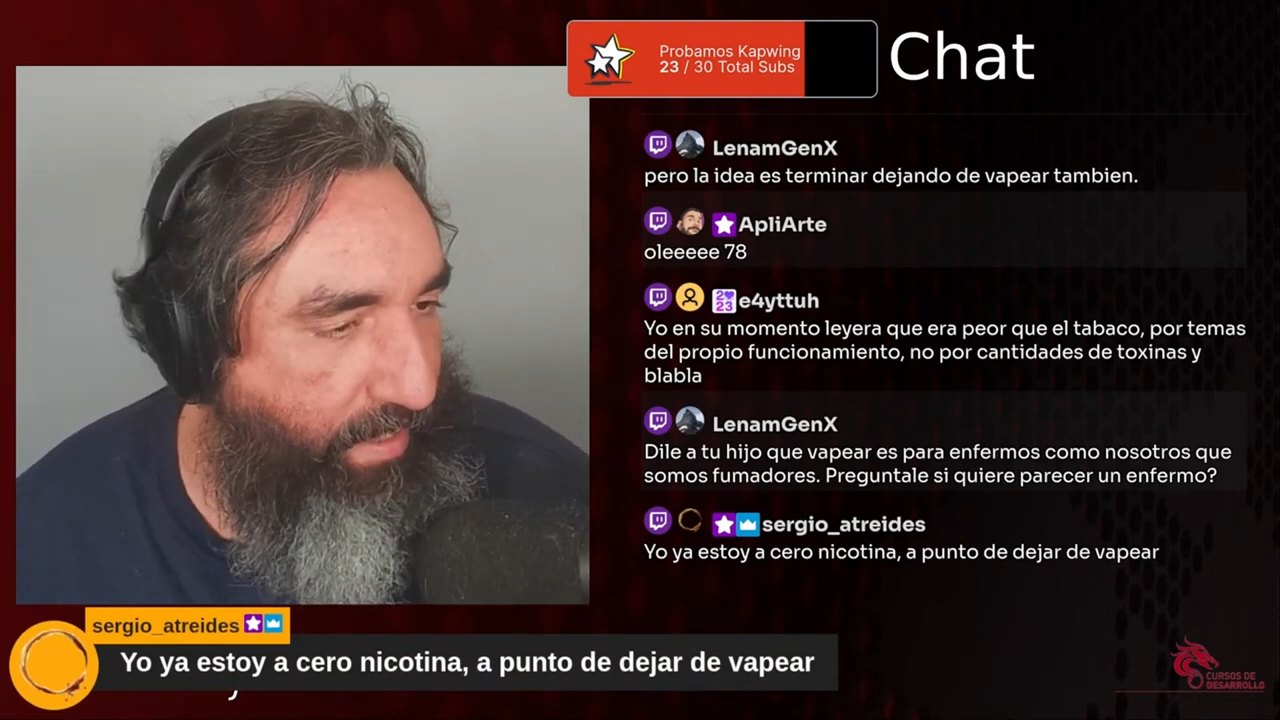 Probamos Kapwing
23 / 30 Total Subs
Chat
LenamGenX
pero la idea es terminar dejando de vapear tambien.
ApliArte
oleeeee 78
e4yttuh
Yo en su momento leyera que era peor que el tabaco, por temas
del propio funcionamiento, no por cantidades de toxinas y
blabla
LenamGenX
Dile a tu hijo que vapear es para enfermos como nosotros que
somos fumadores. Preguntale si quiere parecer un enfermo?
sergio_atreides
Yo ya estoy a cero nicotina, a punto de dejar de vapear
sergio_atreides
Yo ya estoy a cero nicotina, a punto de dejar de vapear
CURSOS DE
DESARROLLO